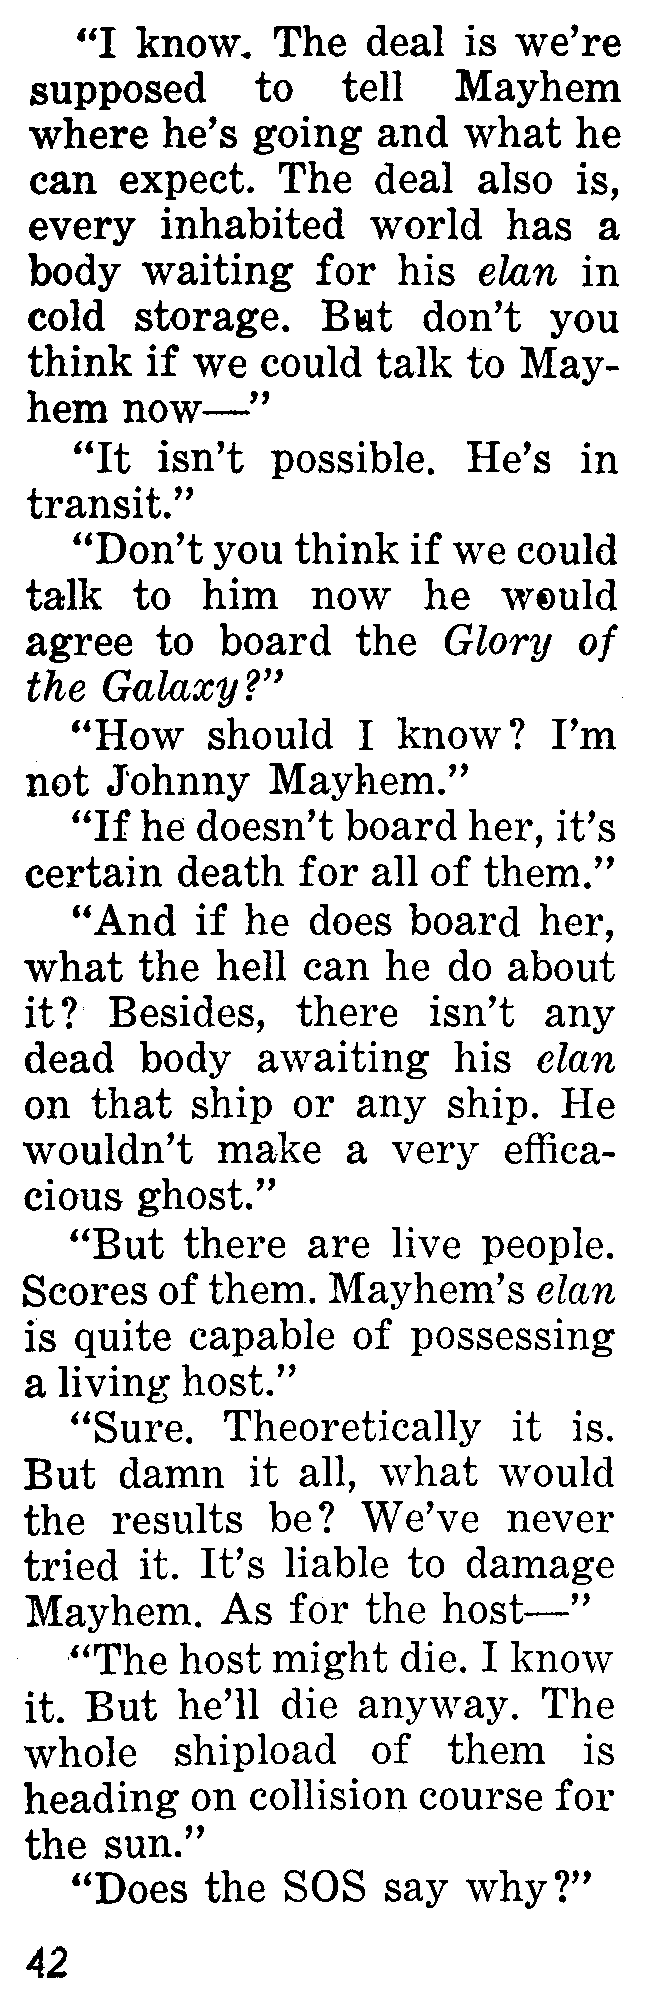 “I know. The deal is we’re
supposed to tell Mayhem
where he’s going and what he
can expect. The deal also is,
every inhabited world has a
body waiting for his elan in
cold storage. But don’t you
think if we could talk to May-
hem now—”
“It isn’t possible. He’s in
transit.”
“Don’t you think if we could
talk to him now he would
agree to board the Glory of
the Galaxy?”
“How should I know? I’m
not Johnny Mayhem.”
“If he doesn’t board her, it’s
certain death for all of them.”
“And if he does board her,
what the hell can he do about
it? Besides, there isn’t any
dead body awaiting his elan
on that ship or any ship. He
wouldn’t make a very effica-
cious ghost.”
“But there are live people.
Scores of them. Mayhem’s elan
is quite capable of possessing
a living host.”
“Sure. Theoretically it is.
But damn it all, what would
the results be? We’ve never
tried it. It’s liable to damage
Mayhem. As for the host—”
“The host might die. I know
it. But he’ll die anyway. The
whole shipload of them is
heading on collision course for
the sun.”
“Does the SOS say why?”
42